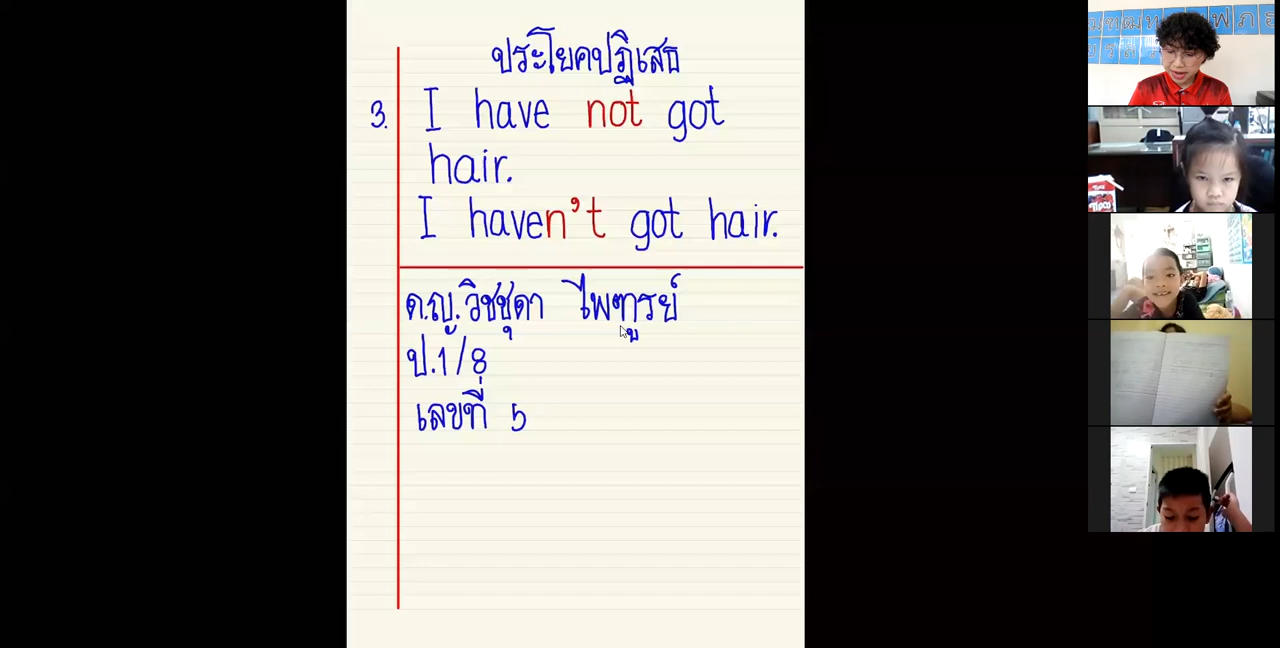 ประโยคปฏิเสธ
3. I have not got
hair.
I haven't got hair.
ด.ญ.วิชชุดา ไพฑูรย์
ป.1/8
เลขที่ 5
Tipco